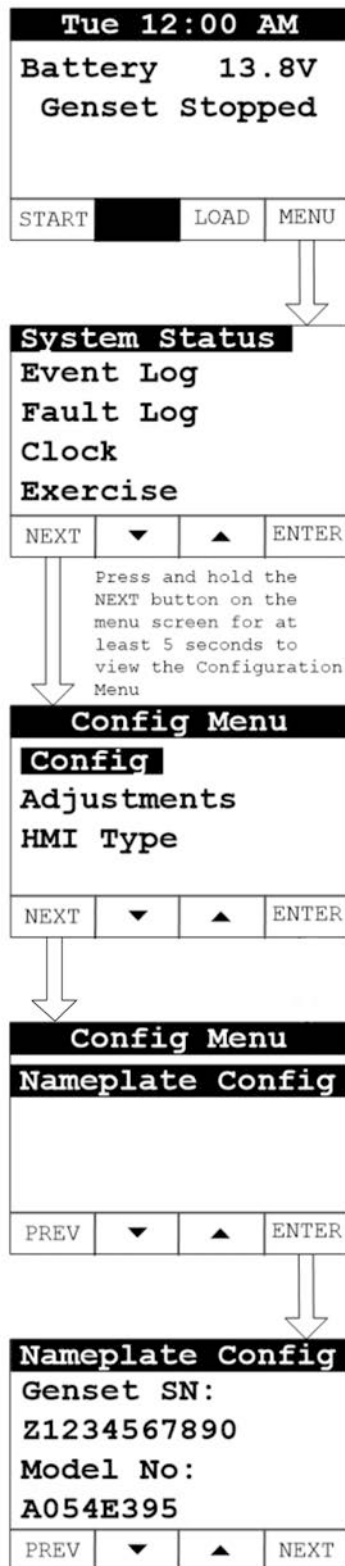 Tue 12:00 AM
Battery 13.8V
Genset Stopped
START LOAD MENU
System Status
Event Log
Fault Log
Clock
Exercise
NEXT ▼ ▲ ENTER
Press and hold the
NEXT button on the
menu screen for at
least 5 seconds to
view the Configuration
Menu
Config Menu
Config
Adjustments
HMI Type
NEXT ▼ ▲ ENTER
Config Menu
Nameplate Config
PREV ▼ ▲ ENTER
Nameplate Config
Genset SN:
Z1234567890
Model No:
A054E395
PREV ▼ ▲ NEXT